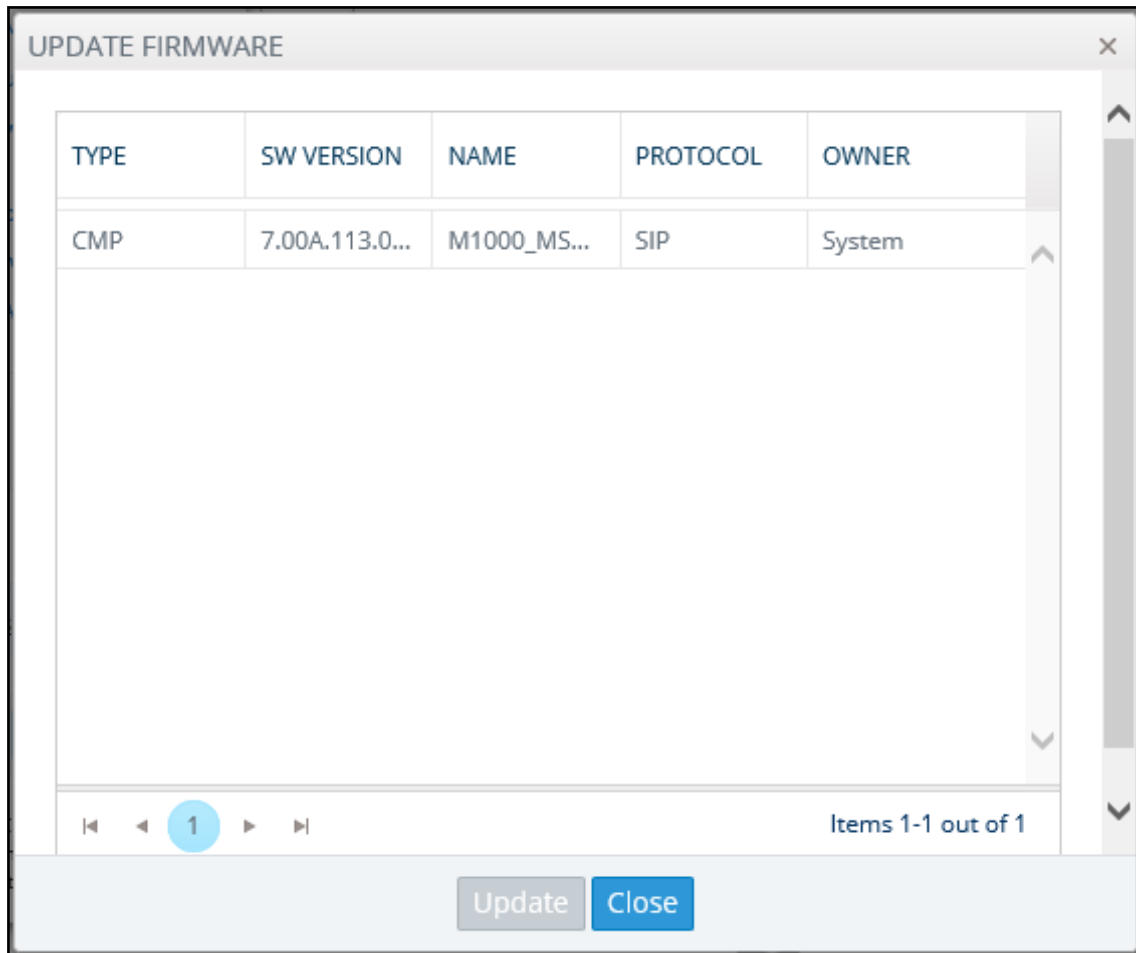 UPDATE FIRMWARE
TYPE SW VERSION NAME PROTOCOL OWNER
CMP 7.00A.113.0... M1000_MS... SIP System
1 Items 1-1 out of 1
Update Close